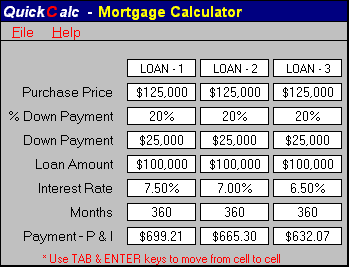 QuickCalc - Mortgage Calculator
File Help
LOAN - 1 LOAN - 2 LOAN - 3
Purchase Price $125,000 $125,000 $125,000
% Down Payment 20% 20% 20%
Down Payment $25,000 $25,000 $25,000
Loan Amount $100,000 $100,000 $100,000
Interest Rate 7.50% 7.00% 6.50%
Months 360 360 360
Payment - P & I $699.21 $665.30 $632.07
* Use TAB & ENTER keys to move from cell to cell